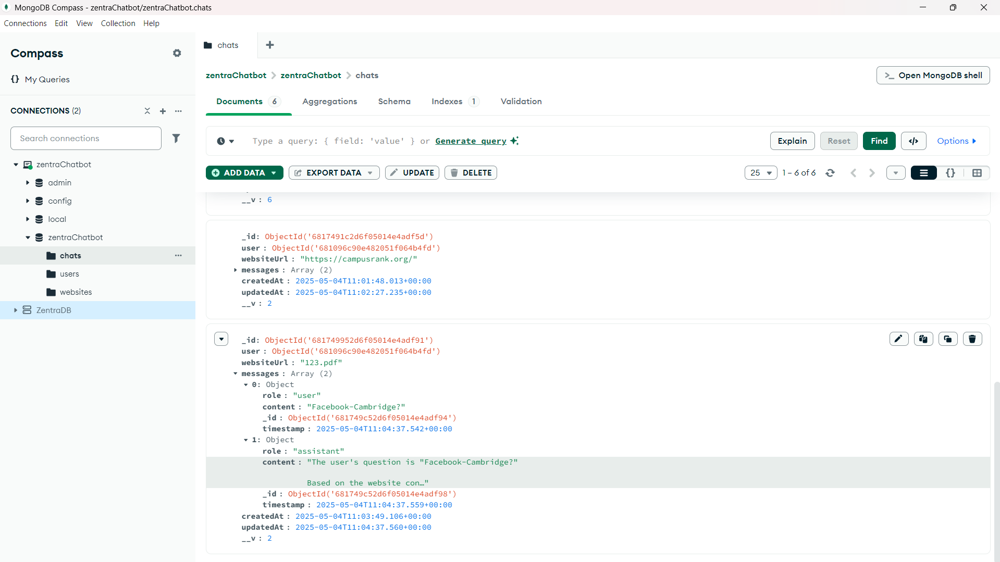 MongoDB Compass - zentraChatbot/zentraChatbot.chats
Connections Edit View Collection Help
Compass
{} My Queries
CONNECTIONS (2)
Search connections
zentraChatbot
admin
config
local
zentraChatbot
chats
users
websites
ZentraDB
chats
zentraChatbot > zentraChatbot > chats
>_ Open MongoDB shell
Documents 6 Aggregations Schema Indexes 1 Validation
Type a query: { field: 'value' } or Generate query
Explain Reset Find </> Options
ADD DATA EXPORT DATA UPDATE DELETE
25 1 – 6 of 6 {}
__v : 6
_id: ObjectId('6817491c2d6f05014e4adf5d')
user : ObjectId('681096c90e482051f064b4fd')
websiteUrl : "https://campusrank.org/"
messages : Array (2)
createdAt : 2025-05-04T11:01:48.013+00:00
updatedAt : 2025-05-04T11:02:27.235+00:00
__v : 2
_id: ObjectId('681749952d6f05014e4adf91')
user : ObjectId('681096c90e482051f064b4fd')
websiteUrl : "123.pdf"
messages : Array (2)
0: Object
role : "user"
content : "Facebook-Cambridge?"
_id : ObjectId('681749c52d6f05014e4adf94')
timestamp : 2025-05-04T11:04:37.542+00:00
1: Object
role : "assistant"
content : "The user's question is "Facebook-Cambridge?"
Based on the website con…"
_id : ObjectId('681749c52d6f05014e4adf98')
timestamp : 2025-05-04T11:04:37.559+00:00
createdAt : 2025-05-04T11:03:49.106+00:00
updatedAt : 2025-05-04T11:04:37.560+00:00
__v : 2